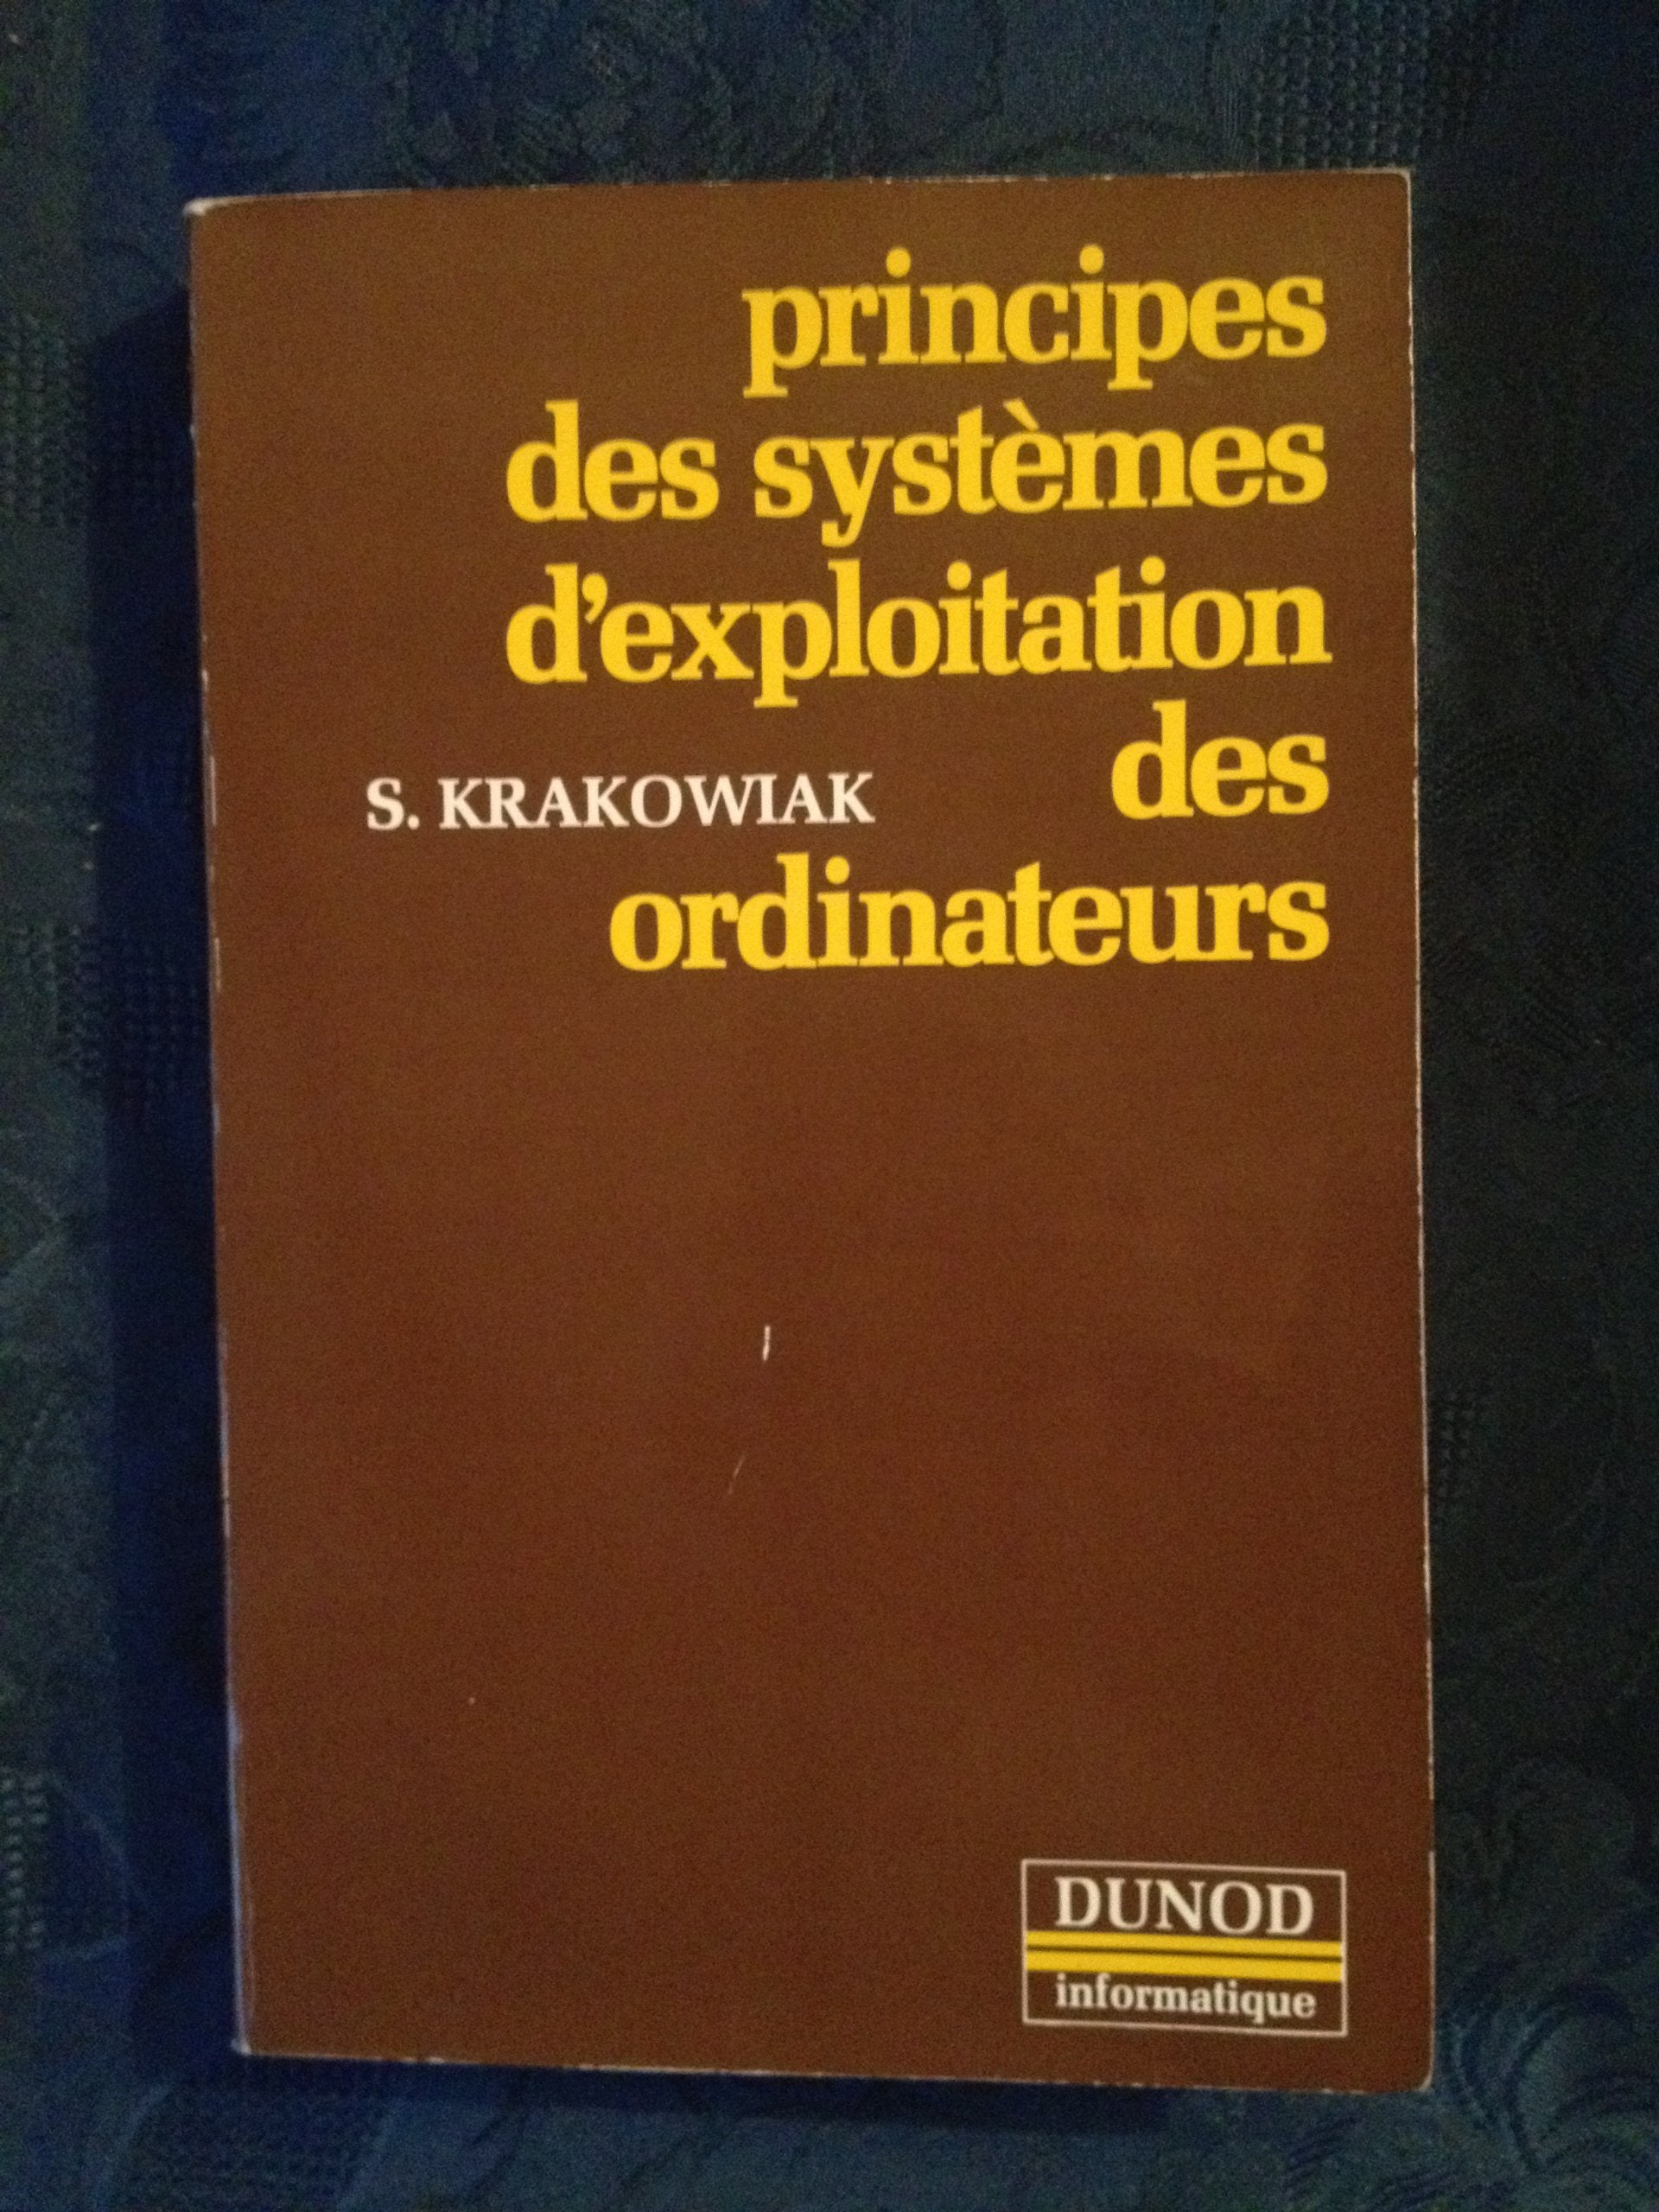 principes
des systèmes
d'exploitation
des
S. KRAKOWIAK
ordinateurs
DUNOD
informatique